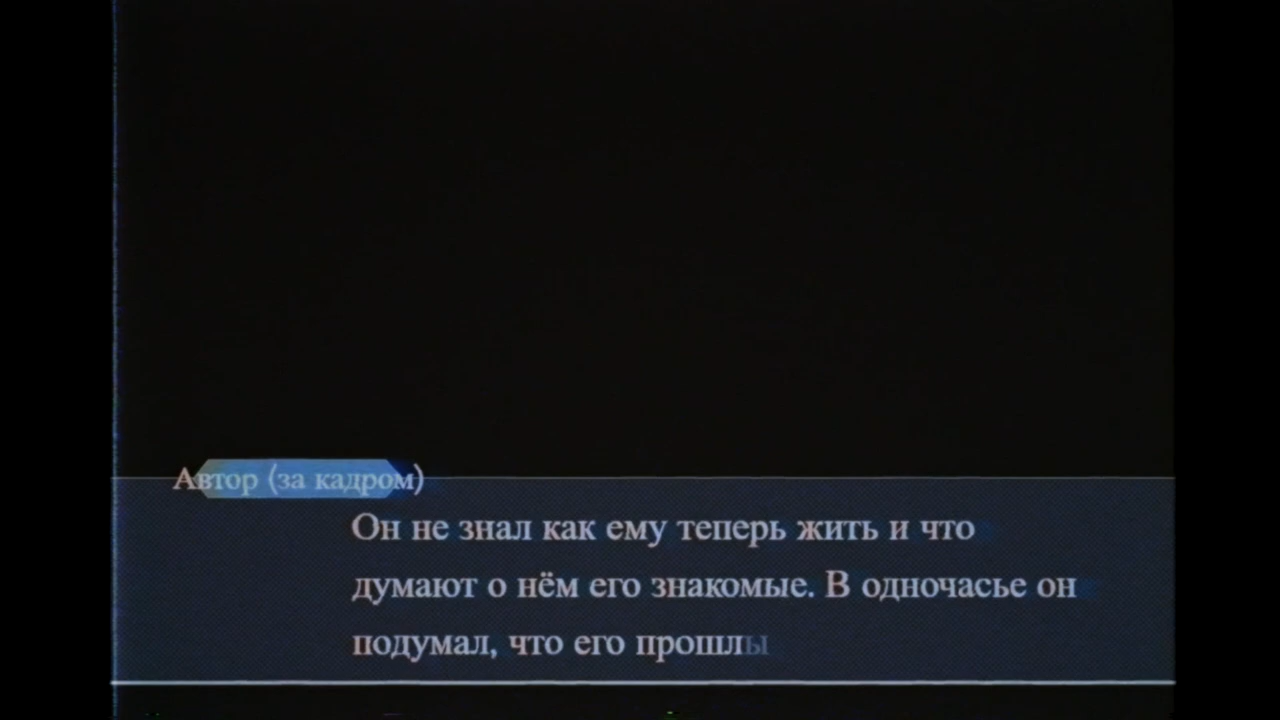 Автор (за кадром)
Он не знал как ему теперь жить и что
думают о нём его знакомые. В одночасье он
подумал, что его прошлы